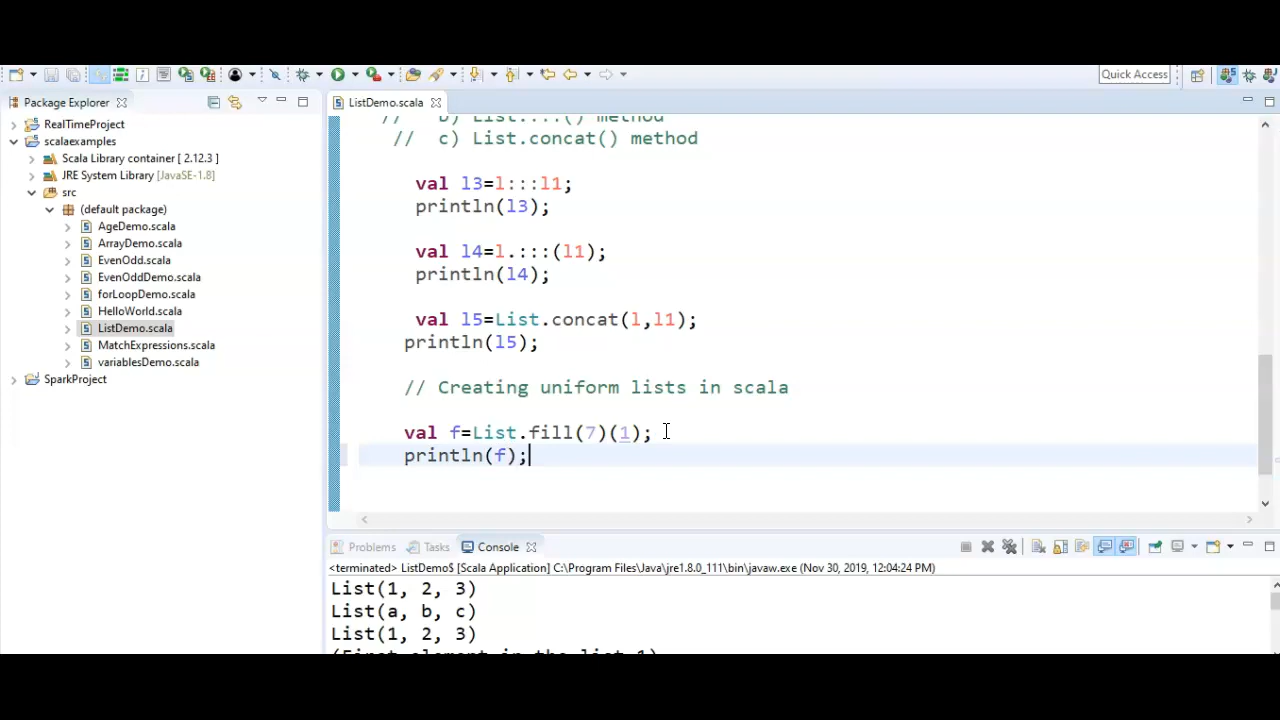 Quick Access
Package Explorer
RealTimeProject
scalaexamples
Scala Library container [ 2.12.3 ]
JRE System Library [JavaSE-1.8]
src
(default package)
AgeDemo.scala
ArrayDemo.scala
EvenOdd.scala
EvenOddDemo.scala
forLoopDemo.scala
HelloWorld.scala
ListDemo.scala
MatchExpressions.scala
variablesDemo.scala
SparkProject
ListDemo.scala
// b) List.:::() method
// c) List.concat() method
val l3=l:::l1;
println(l3);
val l4=l.:::(l1);
println(l4);
val l5=List.concat(l,l1);
println(l5);
// Creating uniform lists in scala
val f=List.fill(7)(1);
println(f);
Problems Tasks Console
<terminated> ListDemo$ [Scala Application] C:\Program Files\Java\jre1.8.0_111\bin\javaw.exe (Nov 30, 2019, 12:04:24 PM)
List(1, 2, 3)
List(a, b, c)
List(1, 2, 3)
(First element in the list,1)